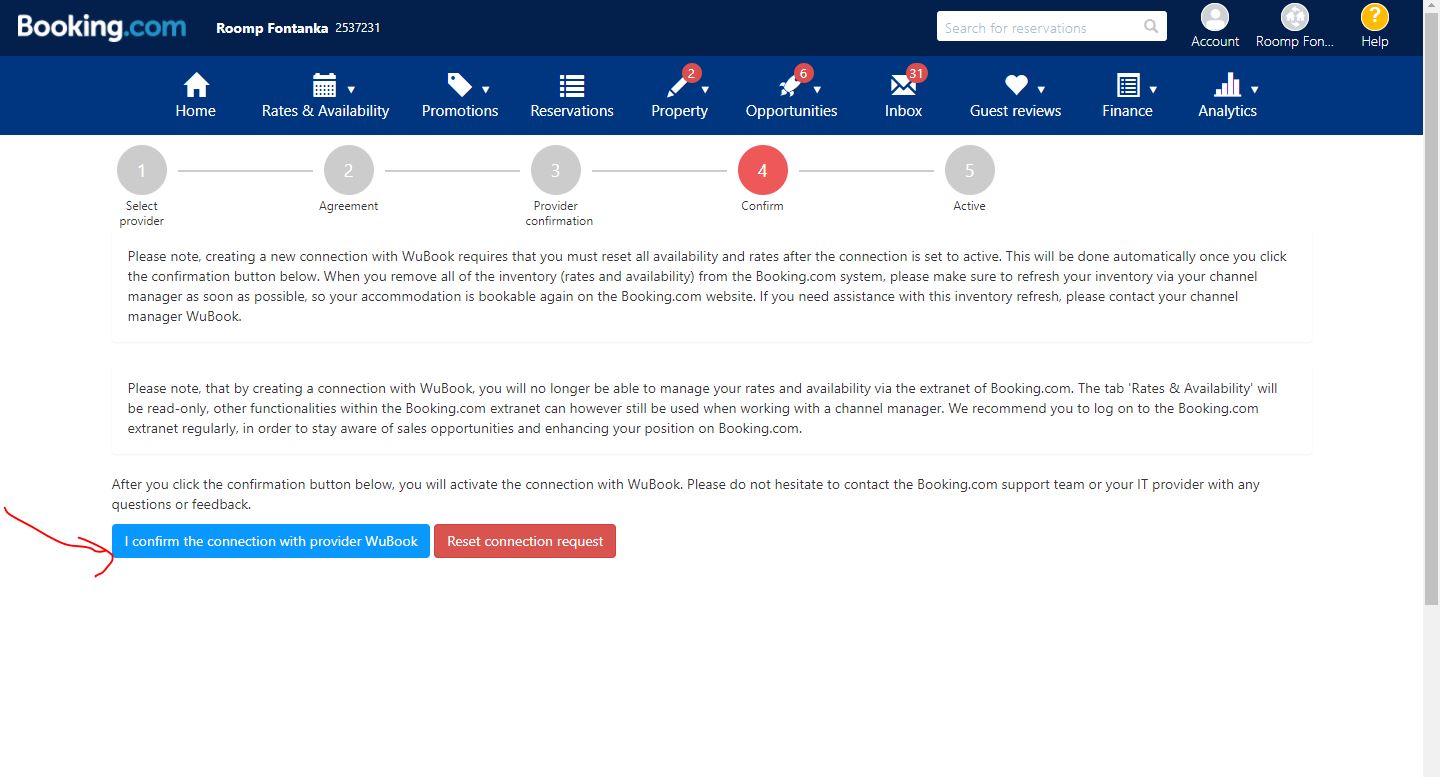 Booking.com
Roomp Fontanka 2537231
Search for reservations
Account
Roomp Fon...
?
Help
Home
Rates & Availability
Promotions
Reservations
2
Property
6
Opportunities
31
Inbox
Guest reviews
Finance
Analytics
1
2
3
4
5
Select
provider
Agreement
Provider
confirmation
Confirm
Active
Please note, creating a new connection with WuBook requires that you must reset all availability and rates after the connection is set to active. This will be done automatically once you click
the confirmation button below. When you remove all of the inventory (rates and availability) from the Booking.com system, please make sure to refresh your inventory via your channel
manager as soon as possible, so your accommodation is bookable again on the Booking.com website. If you need assistance with this inventory refresh, please contact your channel
manager WuBook.
Please note, that by creating a connection with WuBook, you will no longer be able to manage your rates and availability via the extranet of Booking.com. The tab 'Rates & Availability' will
be read-only, other functionalities within the Booking.com extranet can however still be used when working with a channel manager. We recommend you to log on to the Booking.com
extranet regularly, in order to stay aware of sales opportunities and enhancing your position on Booking.com.
After you click the confirmation button below, you will activate the connection with WuBook. Please do not hesitate to contact the Booking.com support team or your IT provider with any
questions or feedback.
I confirm the connection with provider WuBook
Reset connection request